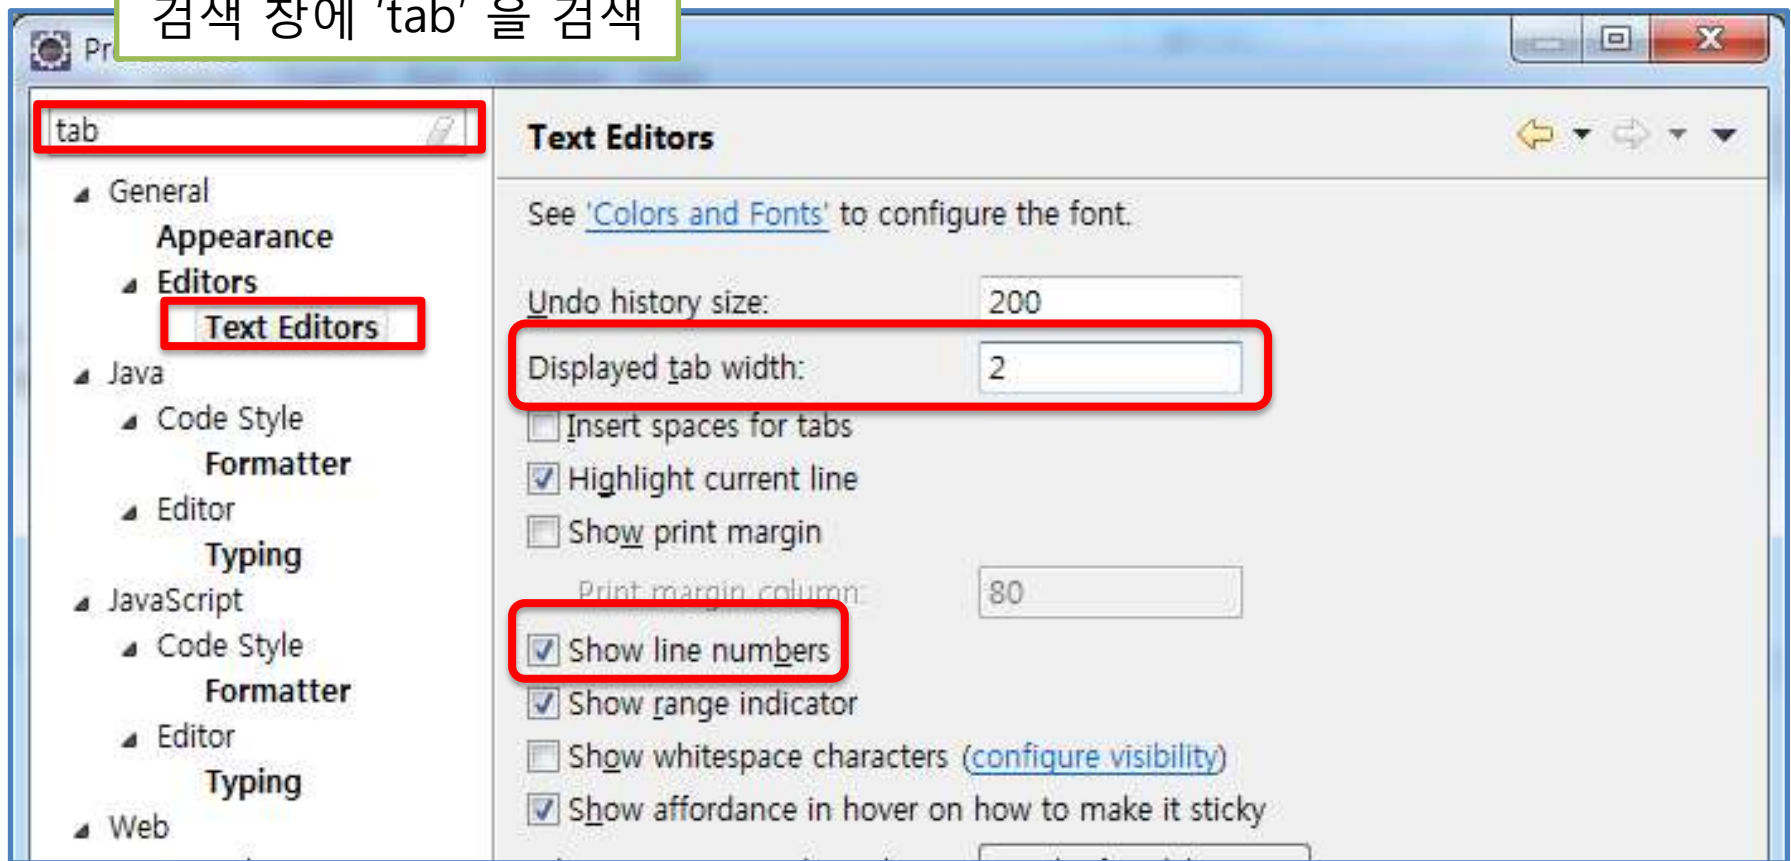 검색 창에 'tab' 을 검색
Pr
tab
General
Appearance
Editors
Text Editors
Java
Code Style
Formatter
Editor
Typing
JavaScript
Code Style
Formatter
Editor
Typing
Web
Text Editors
See 'Colors and Fonts' to configure the font.
Undo history size: 200
Displayed tab width: 2
Insert spaces for tabs
Highlight current line
Show print margin
Print margin column: 80
Show line numbers
Show range indicator
Show whitespace characters (configure visibility)
Show affordance in hover on how to make it sticky